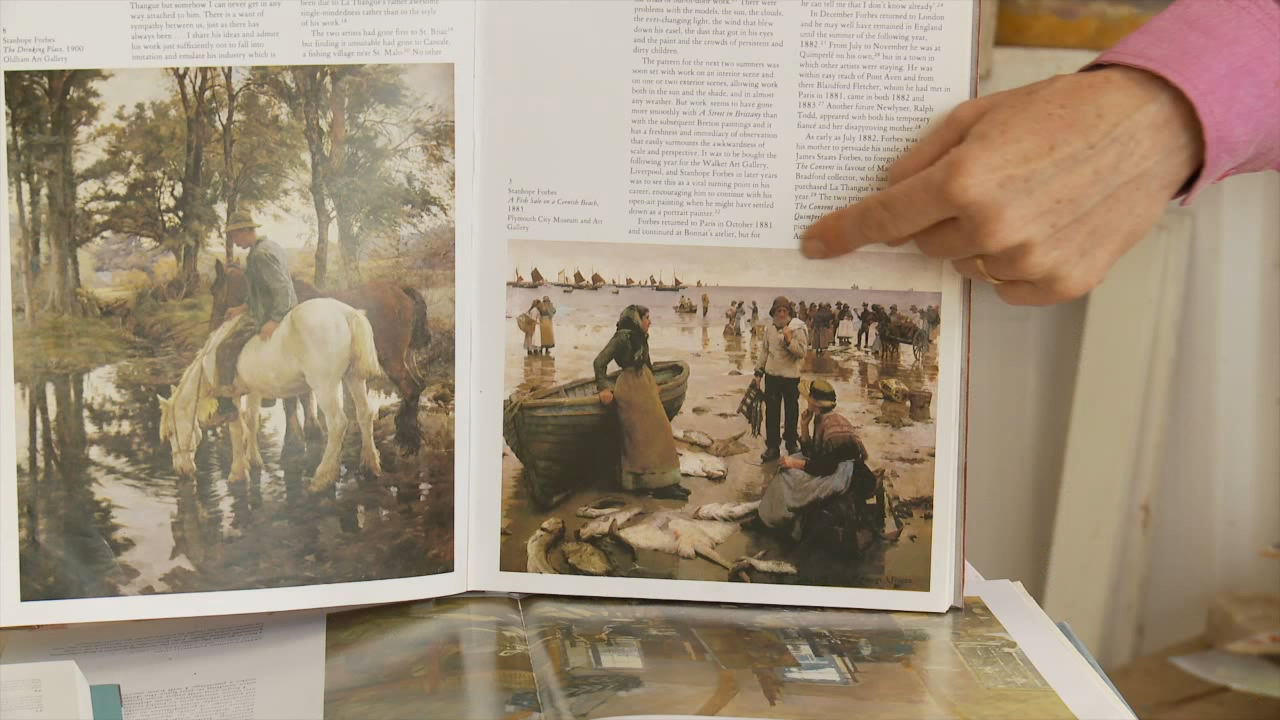 Thangue but somehow I can never get in any
way attached to him. There is a want of
sympathy between us, just as there has
always been . . . I share his ideas and admire
his work just sufficiently not to fall into
imitation and emulate his industry which is
been due to La Thangue's rather awesome
single-mindedness rather than to the style
of his work.
The two artists had gone first to St. Briac
but finding it unsuitable had gone to Cancale,
a fishing village near St. Malo. No other
8
Stanhope Forbes
The Drinking Place, 1900
Oldham Art Gallery
problems with the models, the sun, the clouds,
the ever-changing light, the wind that blew
down his easel, the dust that got in his eyes
and the paint and the crowds of persistent and
dirty children.
The pattern for the next two summers was
soon set with work on an interior scene and
on one or two exterior scenes, allowing work
both in the sun and the shade, and in almost
any weather. But work seems to have gone
more smoothly with A Street in Brittany than
with the subsequent Breton paintings and it
has a freshness and immediacy of observation
that easily surmounts the awkwardness of
scale and perspective. It was to be bought the
following year for the Walker Art Gallery,
Liverpool, and Stanhope Forbes in later years
was to see this as a vital turning point in his
career, encouraging him to continue with his
open-air painting when he might have settled
down as a portrait painter.22
Forbes returned to Paris in October 1881
and continued at Bonnat's atelier, but for
he can tell me that I don't know already'.
In December Forbes returned to London
and he may well have remained in England
until the summer of the following year,
1882. From July to November he was at
Quimperlé on his own, but in a town in
which other artists were staying. He was
within easy reach of Pont Aven and from
there Blandford Fletcher, whom he had met in
Paris in 1881, came in both 1882 and
1883. Another future Newlyner, Ralph
Todd, appeared with both his temporary
fiancé and her disapproving mother.
As early as July 1882, Forbes was
his mother to persuade his uncle,
James Staats Forbes, to forego
The Convent in favour of
Bradford collector, who had
purchased La Thangue's
year. The two
The Convent
Quimperlé
3
Stanhope Forbes
A Fish Sale on a Cornish Beach,
1885
Plymouth City Museum and Art
Gallery